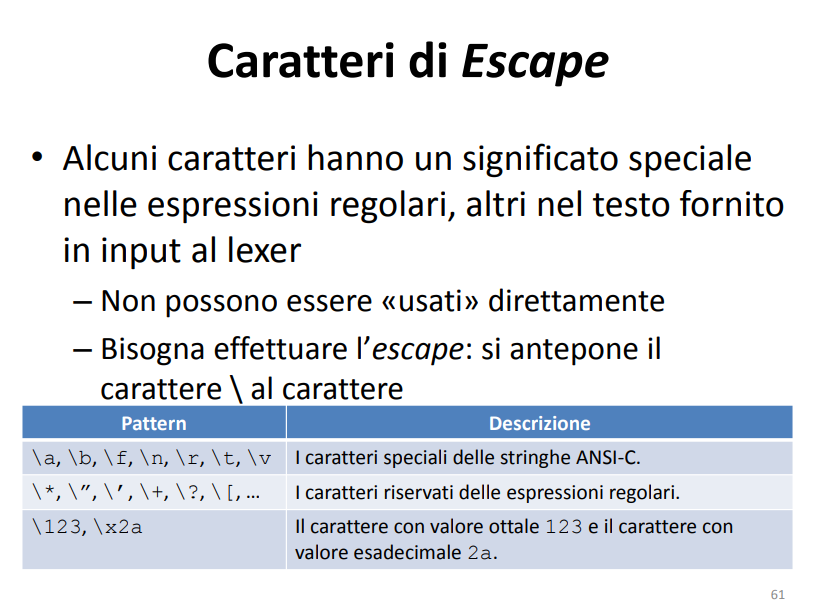 Caratteri di Escape
• Alcuni caratteri hanno un significato speciale
nelle espressioni regolari, altri nel testo fornito
in input al lexer
– Non possono essere «usati» direttamente
– Bisogna effettuare l’escape: si antepone il
carattere \ al carattere
Pattern Descrizione
\a, \b, \f, \n, \r, \t, \v I caratteri speciali delle stringhe ANSI-C.
\*, \”, \’, \+, \?, \[, … I caratteri riservati delle espressioni regolari.
\123, \x2a Il carattere con valore ottale 123 e il carattere con
valore esadecimale 2a.
61